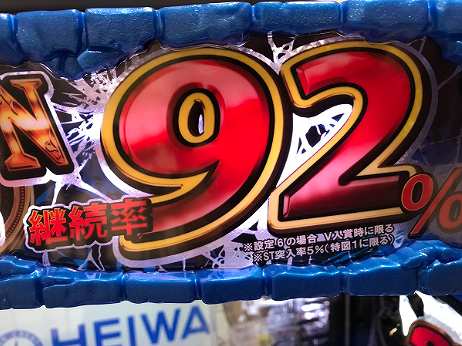 N 92%
継続率
※設定"6"の場合 V入賞時に限る
※ST突入率5%(特図1に限る)
HEIWA